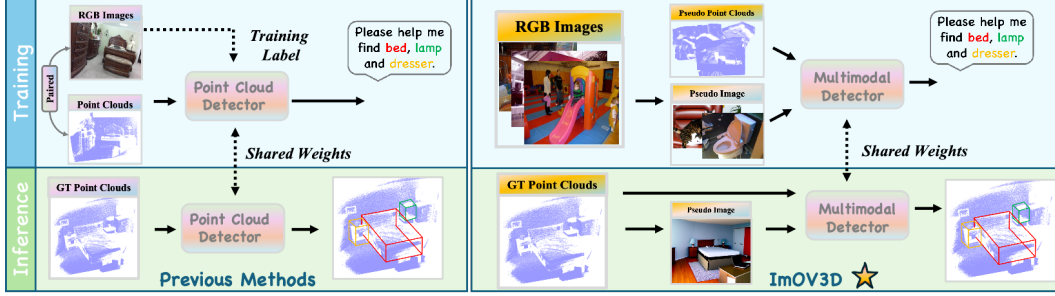 Training
RGB Images
Paired
Point Clouds
Training
Label
Point Cloud
Detector
Please help me
find bed, lamp
and dresser.
Shared Weights
Inference
GT Point Clouds
Point Cloud
Detector
Previous Methods
RGB Images
Pseudo Point Clouds
Pseudo Image
Multimodal
Detector
Please help me
find bed, lamp
and dresser.
Shared Weights
GT Point Clouds
Pseudo Image
Multimodal
Detector
ImOV3D